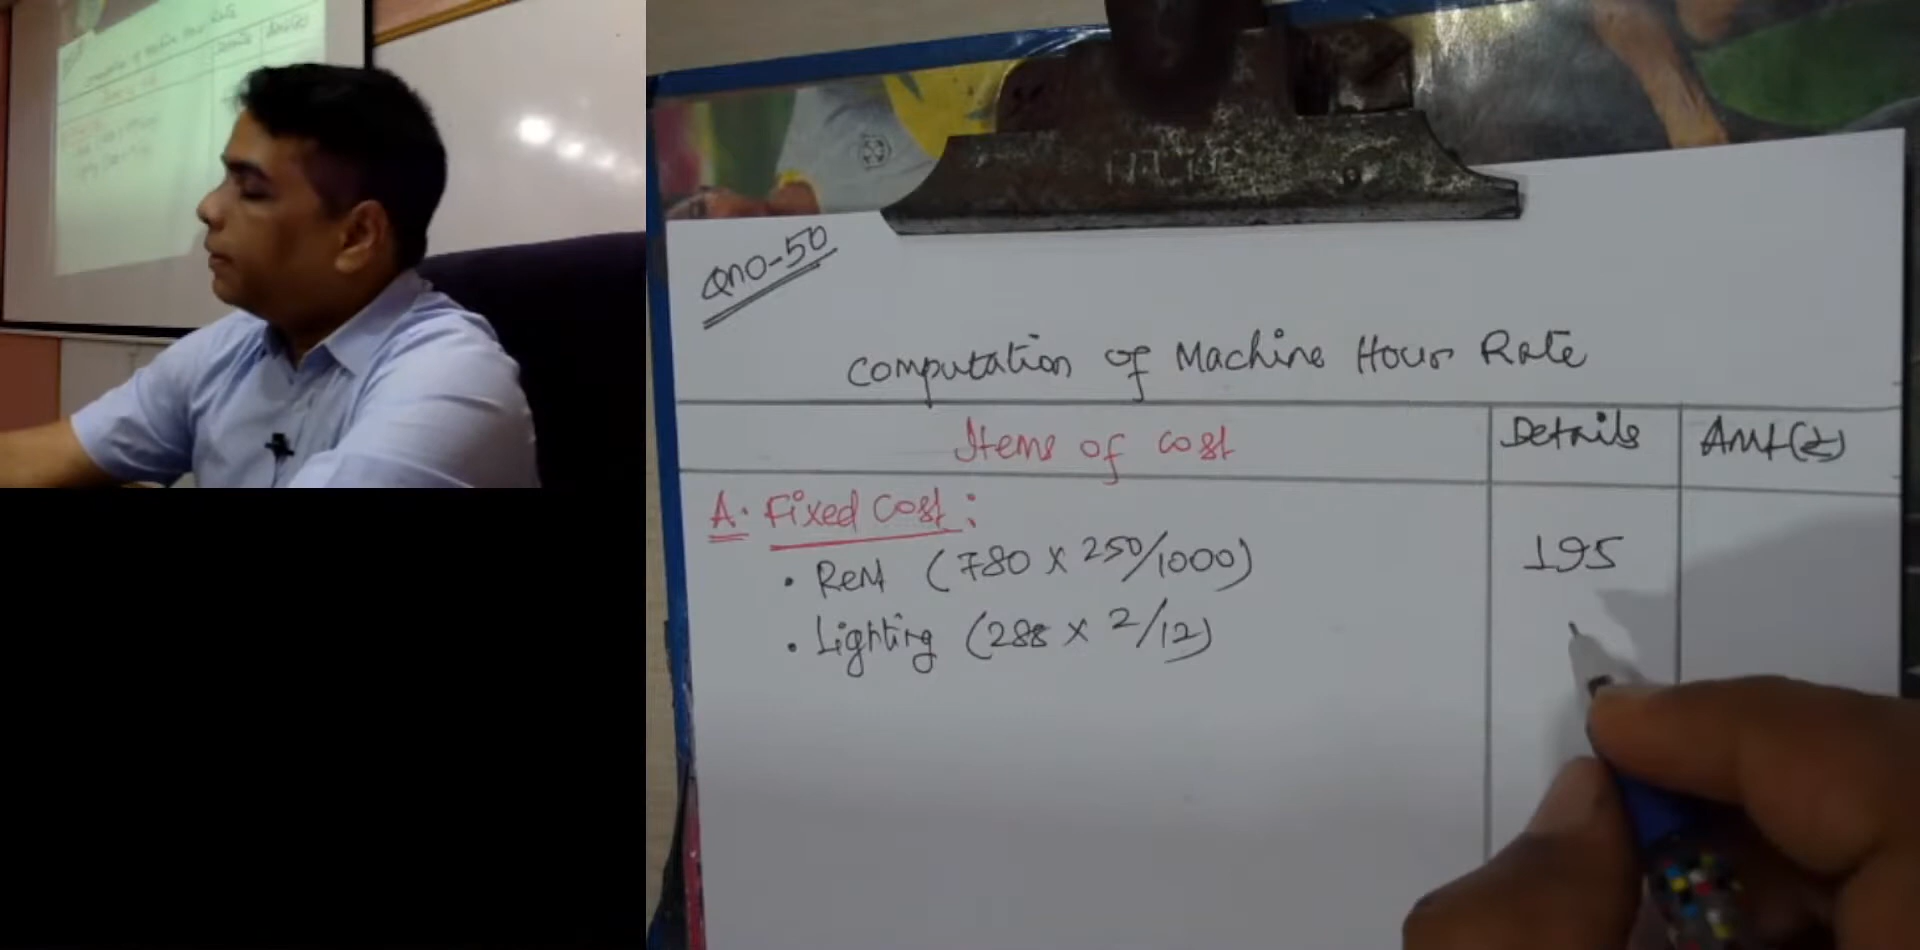 Qno-50
Computation of Machine Hour Rate
Items of cost Details Amt(₹)
A. Fixed Cost:
• Rent (780 × 250/1000) 195
• Lighting (288 × 2/12)